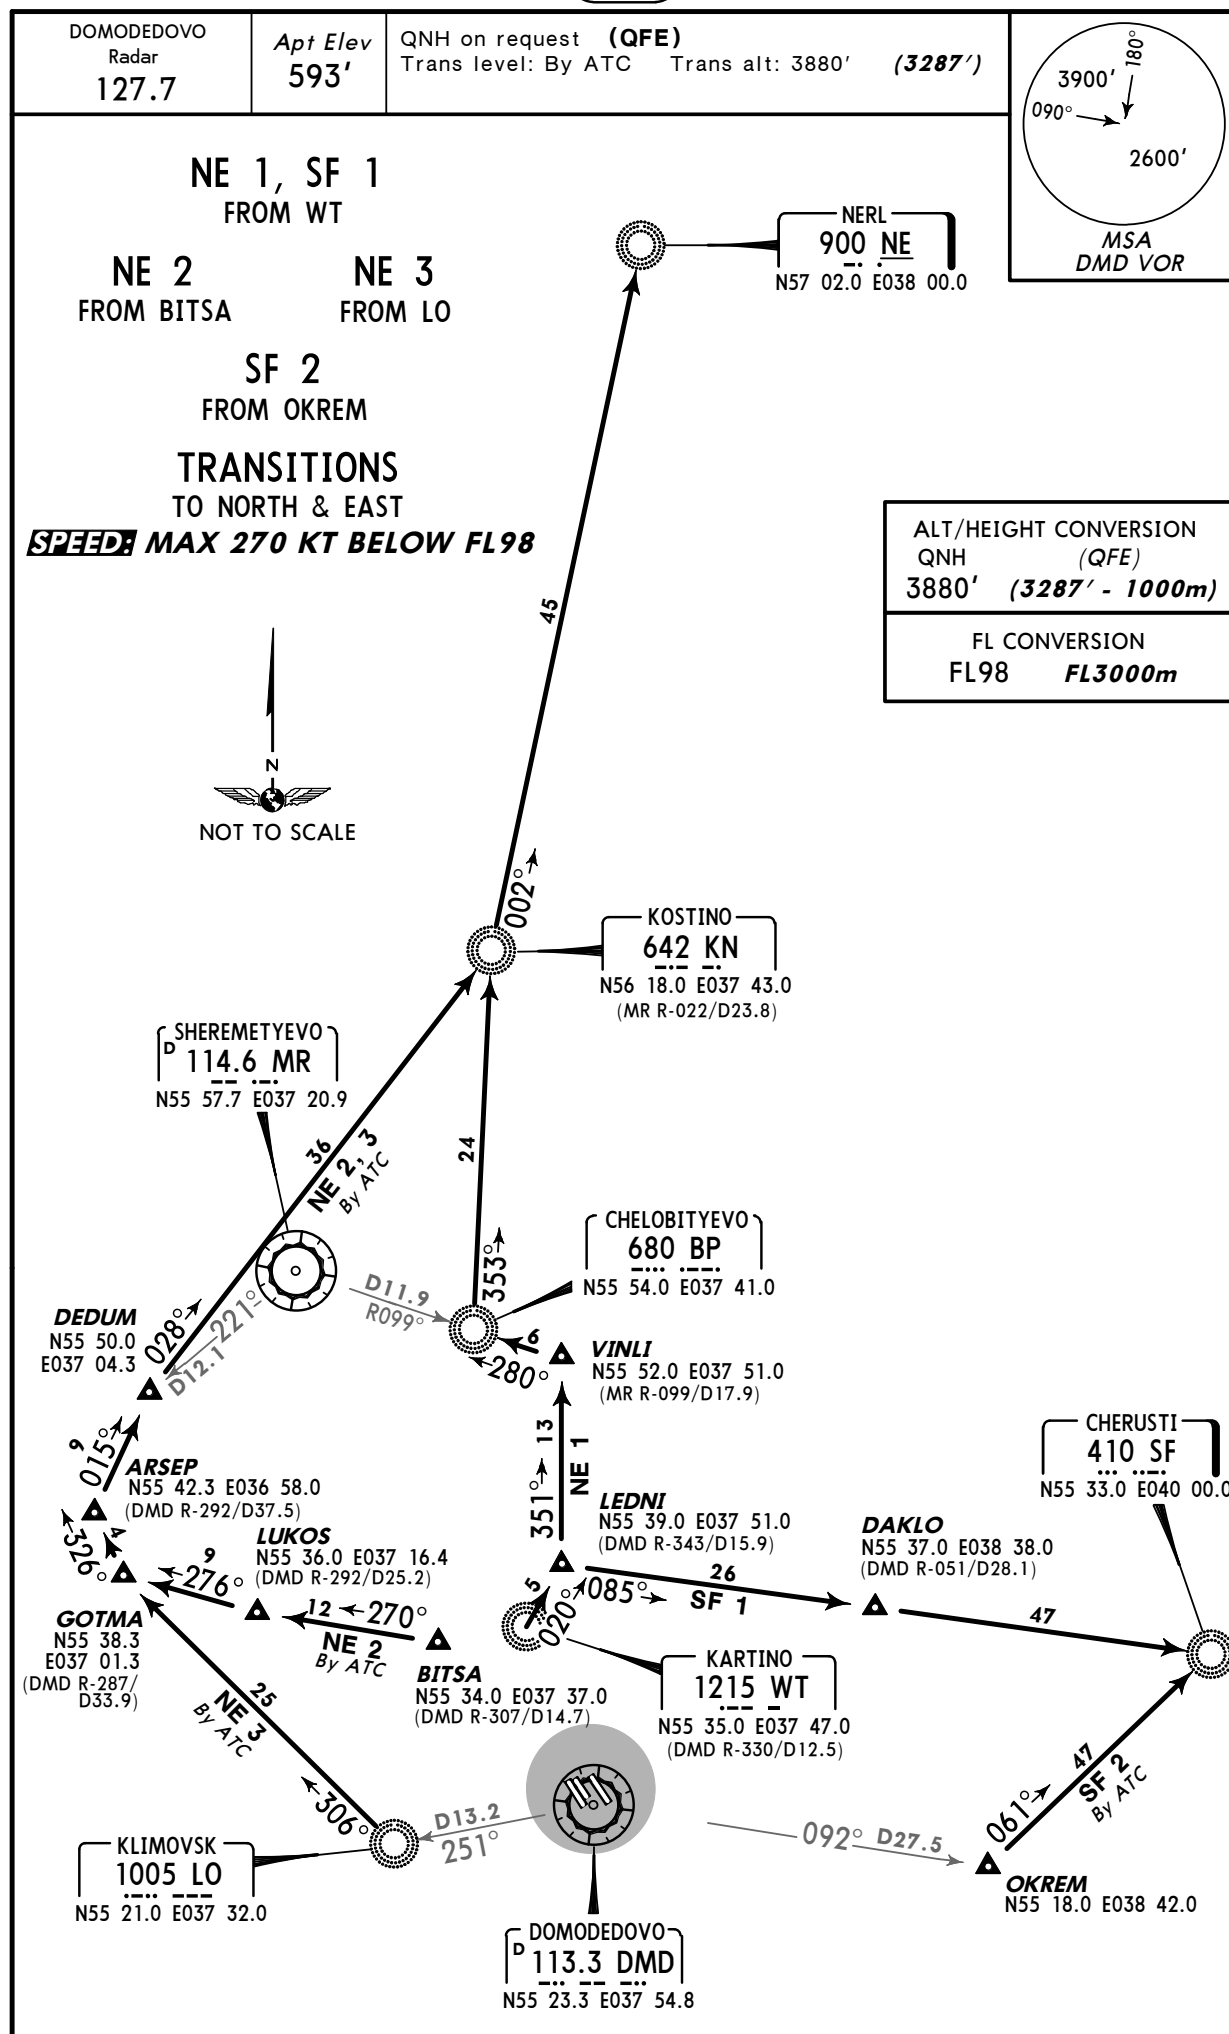 DOMODEDOVO
Radar
127.7
Apt Elev
593'
QNH on request (QFE)
Trans level: By ATC Trans alt: 3880' (3287')
3900'
180°
090°
2600'
MSA
DMD VOR
NE 1, SF 1
FROM WT
NE 2
FROM BITSA
NE 3
FROM LO
SF 2
FROM OKREM
TRANSITIONS
TO NORTH & EAST
SPEED: MAX 270 KT BELOW FL98
NERL
900 NE
N57 02.0 E038 00.0
ALT/HEIGHT CONVERSION
QNH (QFE)
3880' (3287' - 1000m)
FL CONVERSION
FL98 FL3000m
45
N
NOT TO SCALE
002°
KOSTINO
642 KN
N56 18.0 E037 43.0
(MR R-022/D23.8)
SHEREMETYEVO
D 114.6 MR
N55 57.7 E037 20.9
36
NE 2, 3
By ATC
24
CHELOBITYEVO
680 BP
N55 54.0 E037 41.0
353°
D11.9
R099°
DEDUM
N55 50.0
E037 04.3
028°
221°
D12.1
6
280°
VINLI
N55 52.0 E037 51.0
(MR R-099/D17.9)
13
351°
NE 1
CHERUSTI
410 SF
N55 33.0 E040 00.0
9
015°
ARSEP
N55 42.3 E036 58.0
(DMD R-292/D37.5)
LEDNI
N55 39.0 E037 51.0
(DMD R-343/D15.9)
DAKLO
N55 37.0 E038 38.0
(DMD R-051/D28.1)
4
326°
LUKOS
N55 36.0 E037 16.4
(DMD R-292/D25.2)
9
276°
GOTMA
N55 38.3
E037 01.3
(DMD R-287/
D33.9)
12
270°
NE 2
By ATC
BITSA
N55 34.0 E037 37.0
(DMD R-307/D14.7)
5
020°
085°
26
SF 1
47
KARTINO
1215 WT
N55 35.0 E037 47.0
(DMD R-330/D12.5)
25
NE 3
By ATC
306°
D13.2
251°
KLIMOVSK
1005 LO
N55 21.0 E037 32.0
47
SF 2
By ATC
061°
092° D27.5
OKREM
N55 18.0 E038 42.0
DOMODEDOVO
D 113.3 DMD
N55 23.3 E037 54.8